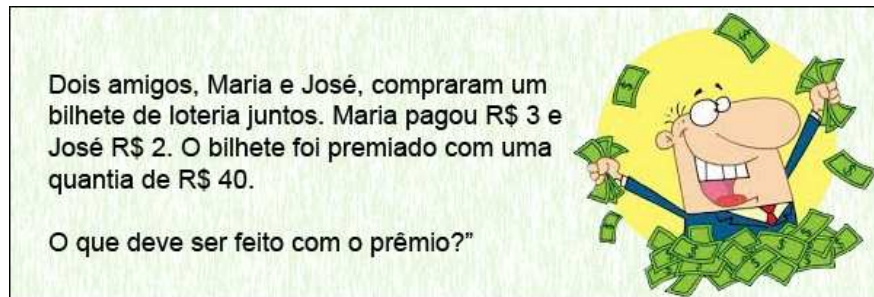 Dois amigos, Maria e José, compraram um
bilhete de loteria juntos. Maria pagou R$ 3 e
José R$ 2. O bilhete foi premiado com uma
quantia de R$ 40.
O que deve ser feito com o prêmio?”